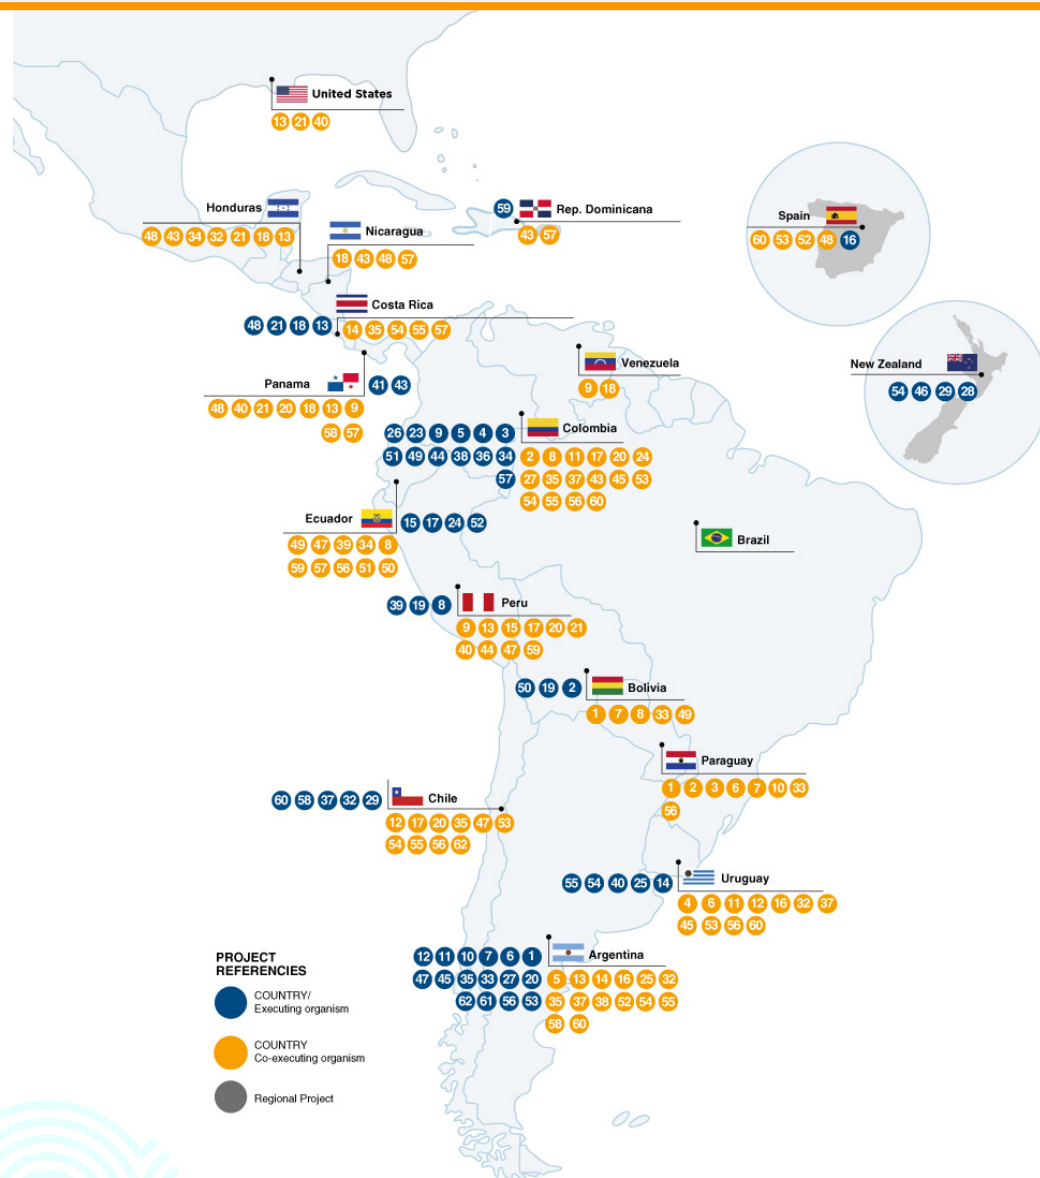 United States
13 21 40
Honduras
48 43 34 32 21 18 13
Nicaragua
18 43 48 57
59 Rep. Dominicana
43 57
Spain
60 53 52 48 16
Costa Rica
48 21 18 13 14 35 54 55 57
Panama 41 43
48 40 21 20 18 13 9
58 57
Venezuela
9 18
New Zealand
54 46 29 28
Colombia
26 23 9 5 4 3
51 49 44 38 36 34
57
2 8 11 17 20 24
27 35 37 43 45 53
54 55 56 60
Ecuador 15 17 24 52
49 47 39 34 8
59 57 56 51 50
Brazil
39 19 8 Peru
9 13 15 17 20 21
40 44 47 59
50 19 2 Bolivia
1 7 8 33 49
Paraguay
1 2 3 6 7 10 33
56
60 58 37 32 29 Chile
12 17 20 35 47 53
54 55 56 62
55 54 40 25 14 Uruguay
4 6 11 12 16 32 37
45 53 56 60
Argentina
12 11 10 7 6 1
47 45 35 33 27 20
62 61 56 53
5 13 14 16 25 32
35 37 38 52 54 55
58 60
PROJECT
REFERENCIES
COUNTRY/
Executing organism
COUNTRY
Co-executing organism
Regional Project